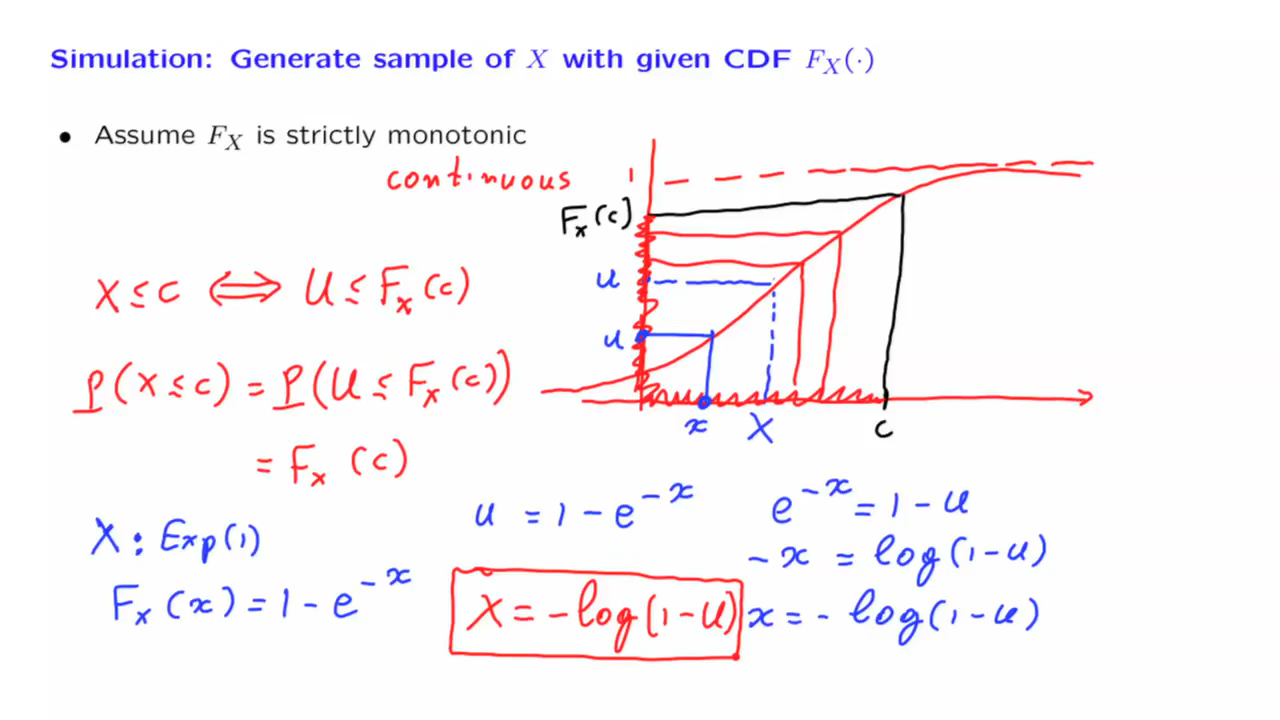 Simulation: Generate sample of X with given CDF F_X(·)
• Assume F_X is strictly monotonic
continuous
1
F_x(c)
u
u
x
X
c
X ≤ c ⟺ U ≤ F_x(c)
P(X ≤ c) = P(U ≤ F_x(c))
= F_x(c)
X : Exp(1)
F_x(x) = 1 - e^{-x}
u = 1 - e^{-x}
X = -log(1-U)
e^{-x} = 1 - u
-x = log(1-u)
x = -log(1-u)